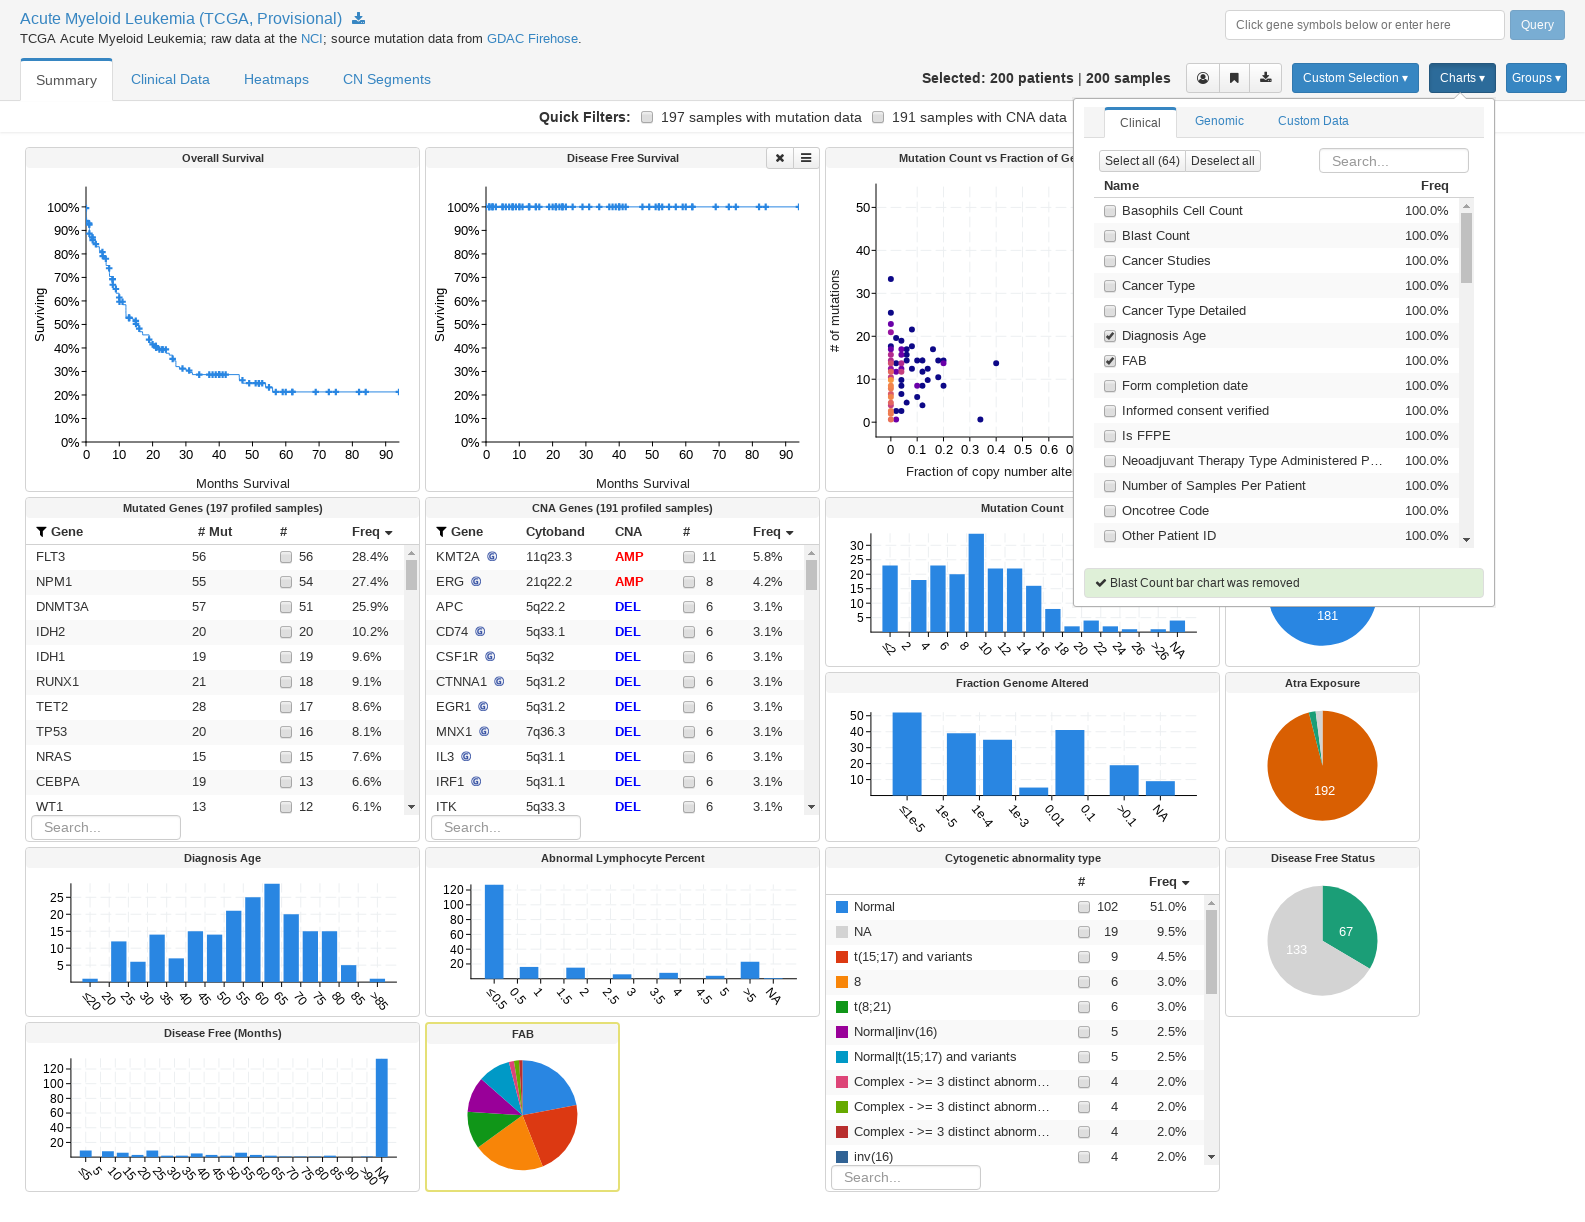 Acute Myeloid Leukemia (TCGA, Provisional)
TCGA Acute Myeloid Leukemia; raw data at the NCI; source mutation data from GDAC Firehose.
Click gene symbols below or enter here
Query
Summary
Clinical Data
Heatmaps
CN Segments
Selected: 200 patients | 200 samples
Custom Selection ▾
Charts ▾
Groups ▾
Quick Filters:
197 samples with mutation data
191 samples with CNA data
Clinical
Genomic
Custom Data
Select all (64)
Deselect all
Search...
Name Freq
Basophils Cell Count 100.0%
Blast Count 100.0%
Cancer Studies 100.0%
Cancer Type 100.0%
Cancer Type Detailed 100.0%
Diagnosis Age 100.0%
FAB 100.0%
Form completion date 100.0%
Informed consent verified 100.0%
Is FFPE 100.0%
Neoadjuvant Therapy Type Administered P... 100.0%
Number of Samples Per Patient 100.0%
Oncotree Code 100.0%
Other Patient ID 100.0%
Blast Count bar chart was removed
Overall Survival
Surviving
100%
90%
80%
70%
60%
50%
40%
30%
20%
10%
0%
0 10 20 30 40 50 60 70 80 90
Months Survival
Disease Free Survival
Surviving
100%
90%
80%
70%
60%
50%
40%
30%
20%
10%
0%
0 10 20 30 40 50 60 70 80 90
Months Survival
Mutation Count vs Fraction of Ge
# of mutations
50
40
30
20
10
0
0 0.1 0.2 0.3 0.4 0.5 0.6 0
Fraction of copy number alte
Mutated Genes (197 profiled samples)
Gene # Mut # Freq
FLT3 56 56 28.4%
NPM1 55 54 27.4%
DNMT3A 57 51 25.9%
IDH2 20 20 10.2%
IDH1 19 19 9.6%
RUNX1 21 18 9.1%
TET2 28 17 8.6%
TP53 20 16 8.1%
NRAS 15 15 7.6%
CEBPA 19 13 6.6%
WT1 13 12 6.1%
Search...
CNA Genes (191 profiled samples)
Gene Cytoband CNA # Freq
KMT2A G 11q23.3 AMP 11 5.8%
ERG G 21q22.2 AMP 8 4.2%
APC 5q22.2 DEL 6 3.1%
CD74 G 5q33.1 DEL 6 3.1%
CSF1R G 5q32 DEL 6 3.1%
CTNNA1 G 5q31.2 DEL 6 3.1%
EGR1 G 5q31.2 DEL 6 3.1%
MNX1 G 7q36.3 DEL 6 3.1%
IL3 G 5q31.1 DEL 6 3.1%
IRF1 G 5q31.1 DEL 6 3.1%
ITK 5q33.3 DEL 6 3.1%
Search...
Mutation Count
30
25
20
15
10
5
≤2 2 4 6 8 10 12 14 16 18 20 22 24 26 >26 NA
181
Fraction Genome Altered
50
40
30
20
10
≤1e-5 1e-5 1e-4 1e-3 0.01 0.1 >0.1 NA
Atra Exposure
192
Diagnosis Age
25
20
15
10
5
≤20 20 25 30 35 40 45 50 55 60 65 70 75 80 85 >85
Abnormal Lymphocyte Percent
120
100
80
60
40
20
≤0.5 0.5 1 1.5 2 2.5 3 3.5 4 4.5 5 >5 NA
Cytogenetic abnormality type
# Freq
Normal 102 51.0%
NA 19 9.5%
t(15;17) and variants 9 4.5%
8 6 3.0%
t(8;21) 6 3.0%
Normal|inv(16) 5 2.5%
Normal|t(15;17) and variants 5 2.5%
Complex - >= 3 distinct abnorm... 4 2.0%
Complex - >= 3 distinct abnorm... 4 2.0%
Complex - >= 3 distinct abnorm... 4 2.0%
inv(16) 4 2.0%
Search...
Disease Free Status
67
133
Disease Free (Months)
120
100
80
60
40
20
≤5 5 10 15 20 25 30 35 40 45 50 55 60 65 70 75 80 85 90 >90 NA
FAB